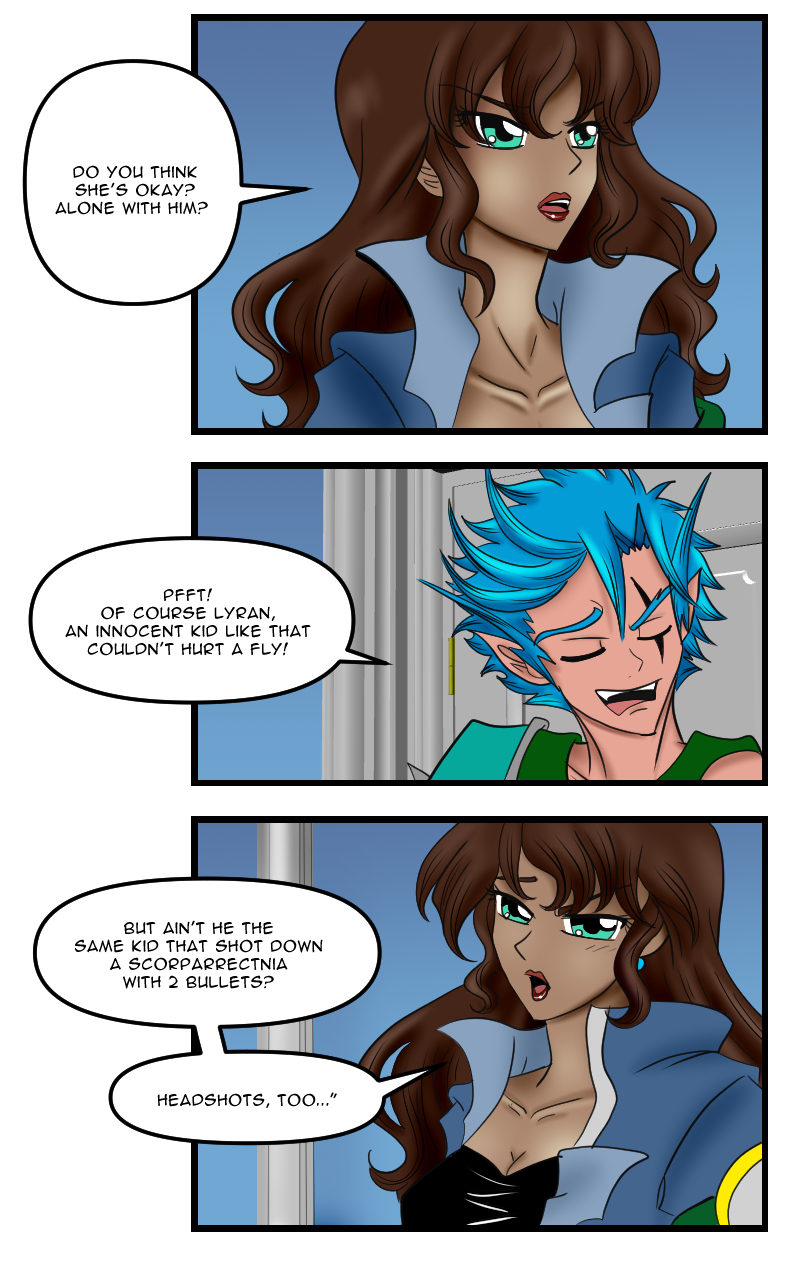 DO YOU THINK
SHE'S OKAY?
ALONE WITH HIM?
PFFT!
OF COURSE LYRAN,
AN INNOCENT KID LIKE THAT
COULDN'T HURT A FLY!
BUT AIN'T HE THE
SAME KID THAT SHOT DOWN
A SCORPARRECTNIA
WITH 2 BULLETS?
HEADSHOTS, TOO..."